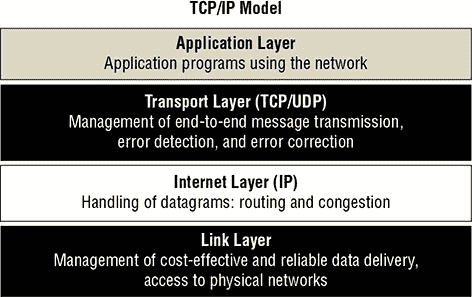 TCP/IP Model
Application Layer
Application programs using the network
Transport Layer (TCP/UDP)
Management of end-to-end message transmission,
error detection, and error correction
Internet Layer (IP)
Handling of datagrams: routing and congestion
Link Layer
Management of cost-effective and reliable data delivery,
access to physical networks